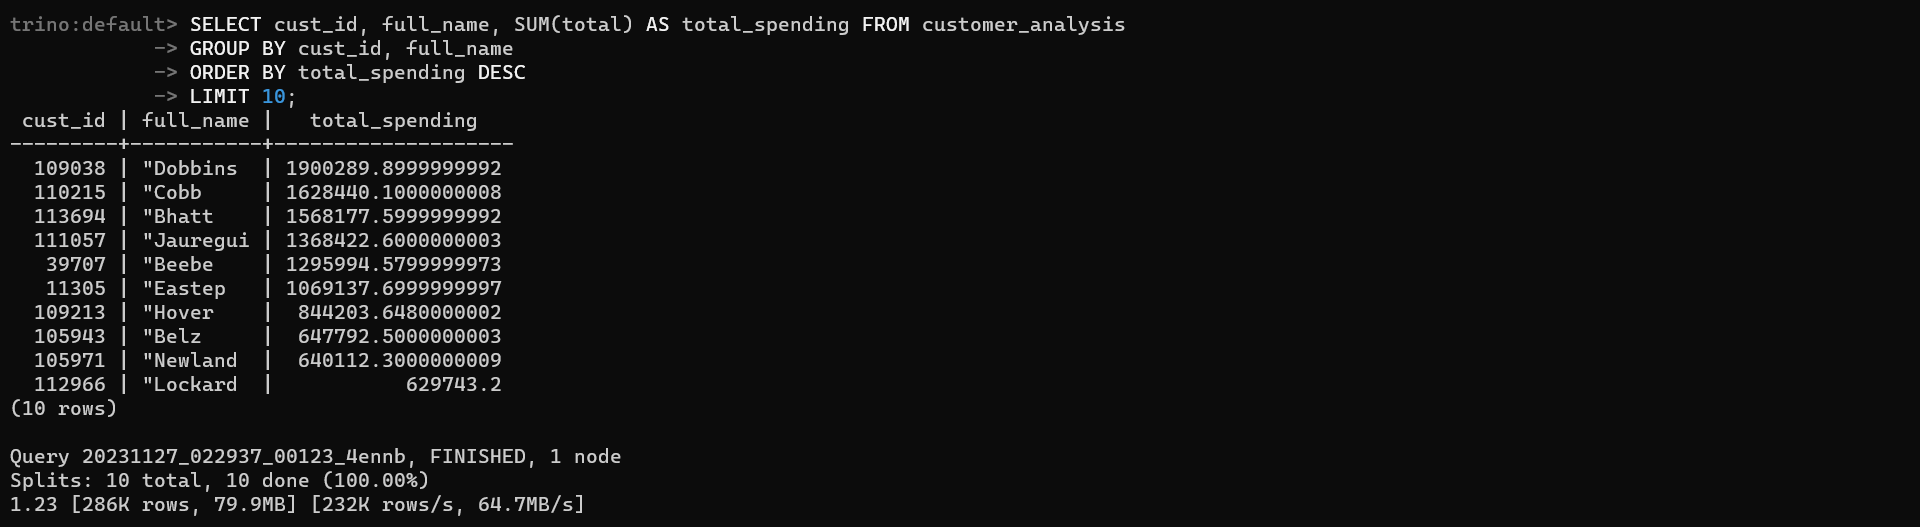 trino:default> SELECT cust_id, full_name, SUM(total) AS total_spending FROM customer_analysis
            -> GROUP BY cust_id, full_name
            -> ORDER BY total_spending DESC
            -> LIMIT 10;
 cust_id | full_name |   total_spending
---------+-----------+--------------------
  109038 | "Dobbins  | 1900289.8999999992
  110215 | "Cobb     | 1628440.1000000008
  113694 | "Bhatt    | 1568177.5999999992
  111057 | "Jauregui | 1368422.6000000003
   39707 | "Beebe    | 1295994.5799999973
   11305 | "Eastep   | 1069137.6999999997
  109213 | "Hover    |  844203.6480000002
  105943 | "Belz     |  647792.5000000003
  105971 | "Newland  |  640112.3000000009
  112966 | "Lockard  |           629743.2
(10 rows)

Query 20231127_022937_00123_4ennb, FINISHED, 1 node
Splits: 10 total, 10 done (100.00%)
1.23 [286K rows, 79.9MB] [232K rows/s, 64.7MB/s]